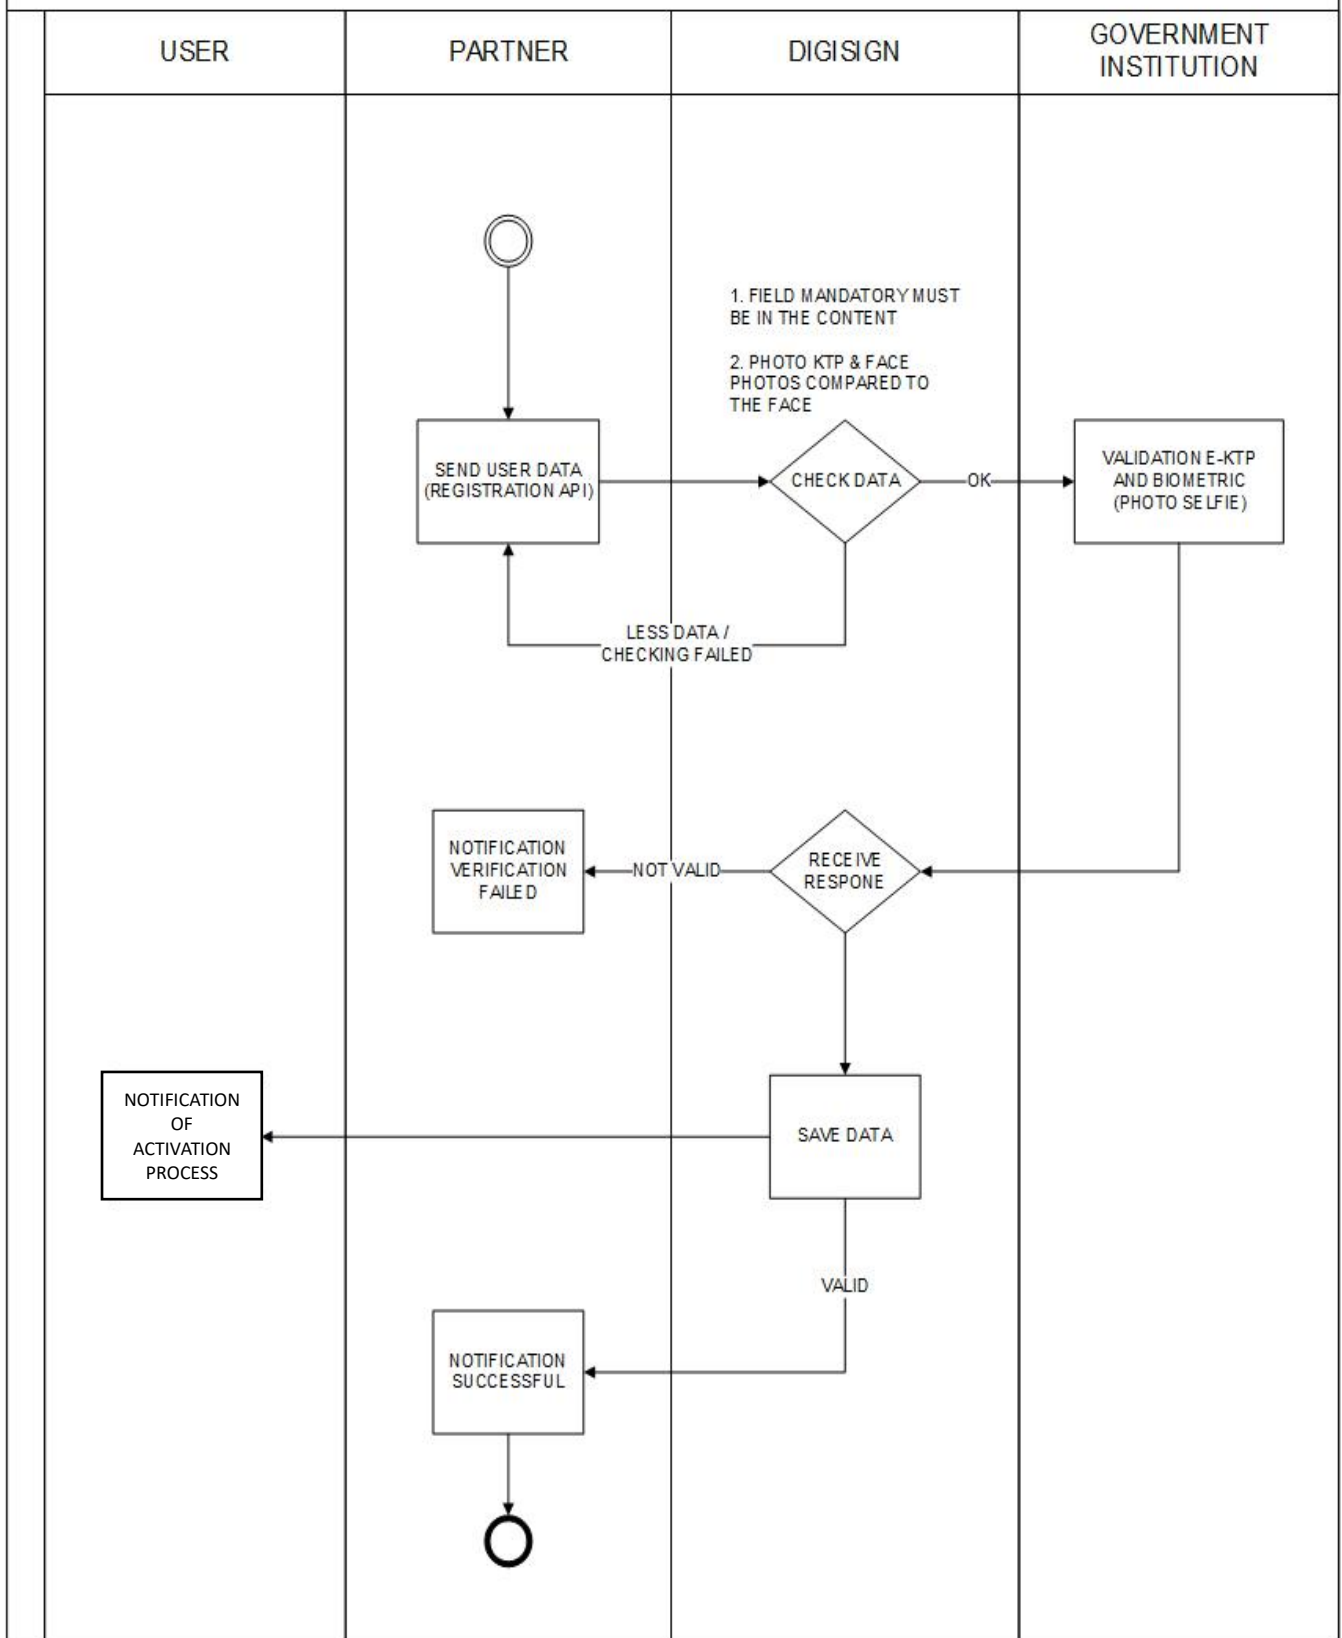 USER
PARTNER
DIGISIGN
GOVERNMENT
INSTITUTION
1. FIELD MANDATORY MUST
BE IN THE CONTENT
2. PHOTO KTP & FACE
PHOTOS COMPARED TO
THE FACE
SEND USER DATA
(REGISTRATION API)
CHECK DATA
OK
VALIDATION E-KTP
AND BIOMETRIC
(PHOTO SELFIE)
LESS DATA /
CHECKING FAILED
NOTIFICATION
VERIFICATION
FAILED
NOT VALID
RECEIVE
RESPONE
NOTIFICATION
OF
ACTIVATION
PROCESS
SAVE DATA
VALID
NOTIFICATION
SUCCESSFUL